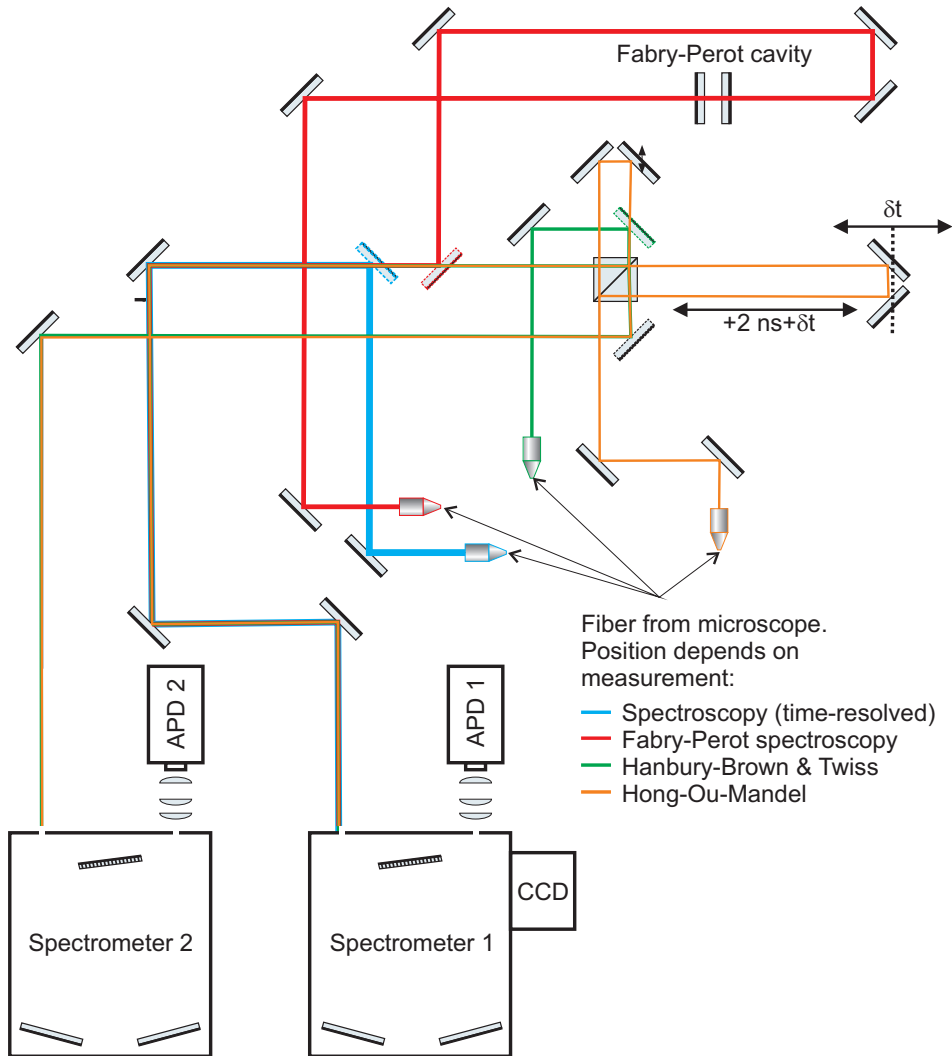 Fabry-Perot cavity
δt
+2 ns+δt
Fiber from microscope.
Position depends on
measurement:
Spectroscopy (time-resolved)
Fabry-Perot spectroscopy
Hanbury-Brown & Twiss
Hong-Ou-Mandel
APD 2
APD 1
CCD
Spectrometer 2
Spectrometer 1